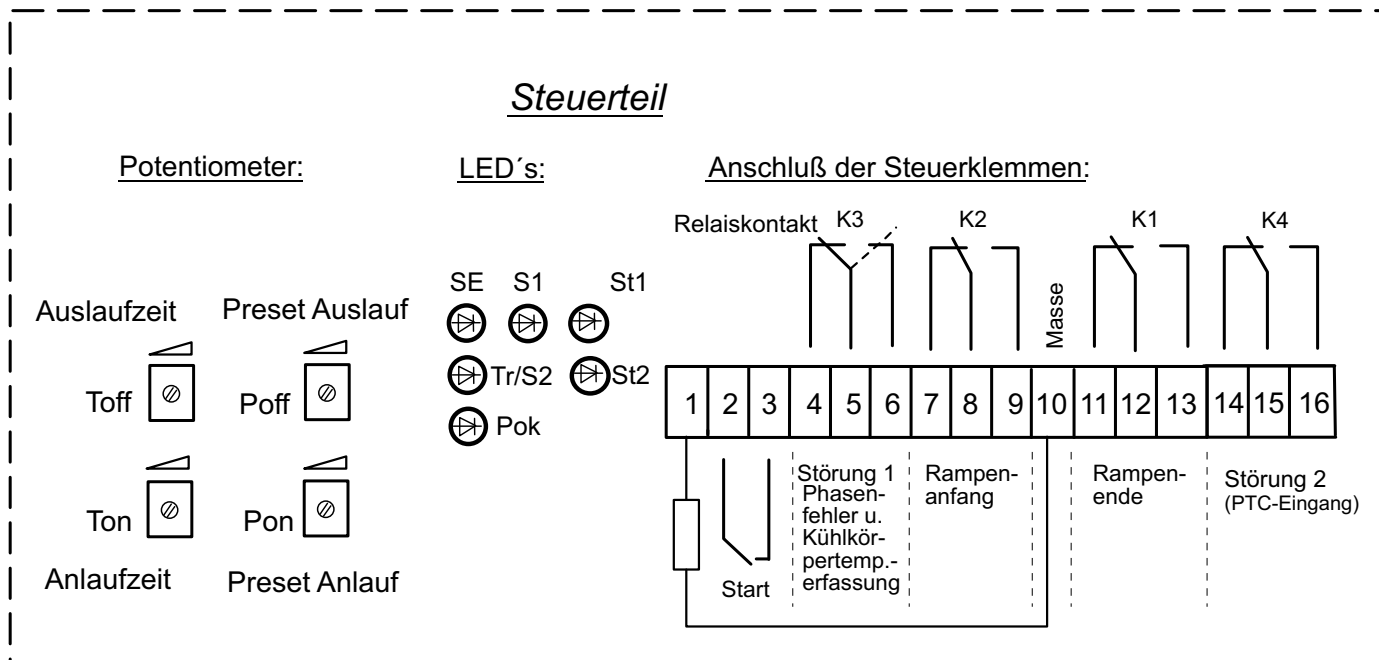 Steuerteil
Potentiometer:
LED´s:
Anschluß der Steuerklemmen:
Relaiskontakt
K3
K2
K1
K4
Masse
SE
S1
St1
Tr/S2
St2
Pok
Auslaufzeit
Preset Auslauf
Toff
Poff
Ton
Pon
Anlaufzeit
Preset Anlauf
1 2 3 4 5 6 7 8 9 10 11 12 13 14 15 16
Start
Störung 1
Phasen-
fehler u.
Kühlkör-
pertemp.-
erfassung
Rampen-
anfang
Rampen-
ende
Störung 2
(PTC-Eingang)